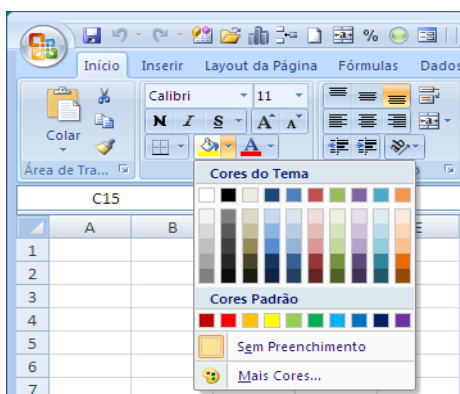 %
Início Inserir Layout da Página Fórmulas Dados
Calibri 11
N I S A A
Colar
A
Área de Tra...
C15
Cores do Tema
A B E
1
2
3
Cores Padrão
4
5
Sem Preenchimento
6
Mais Cores...
7